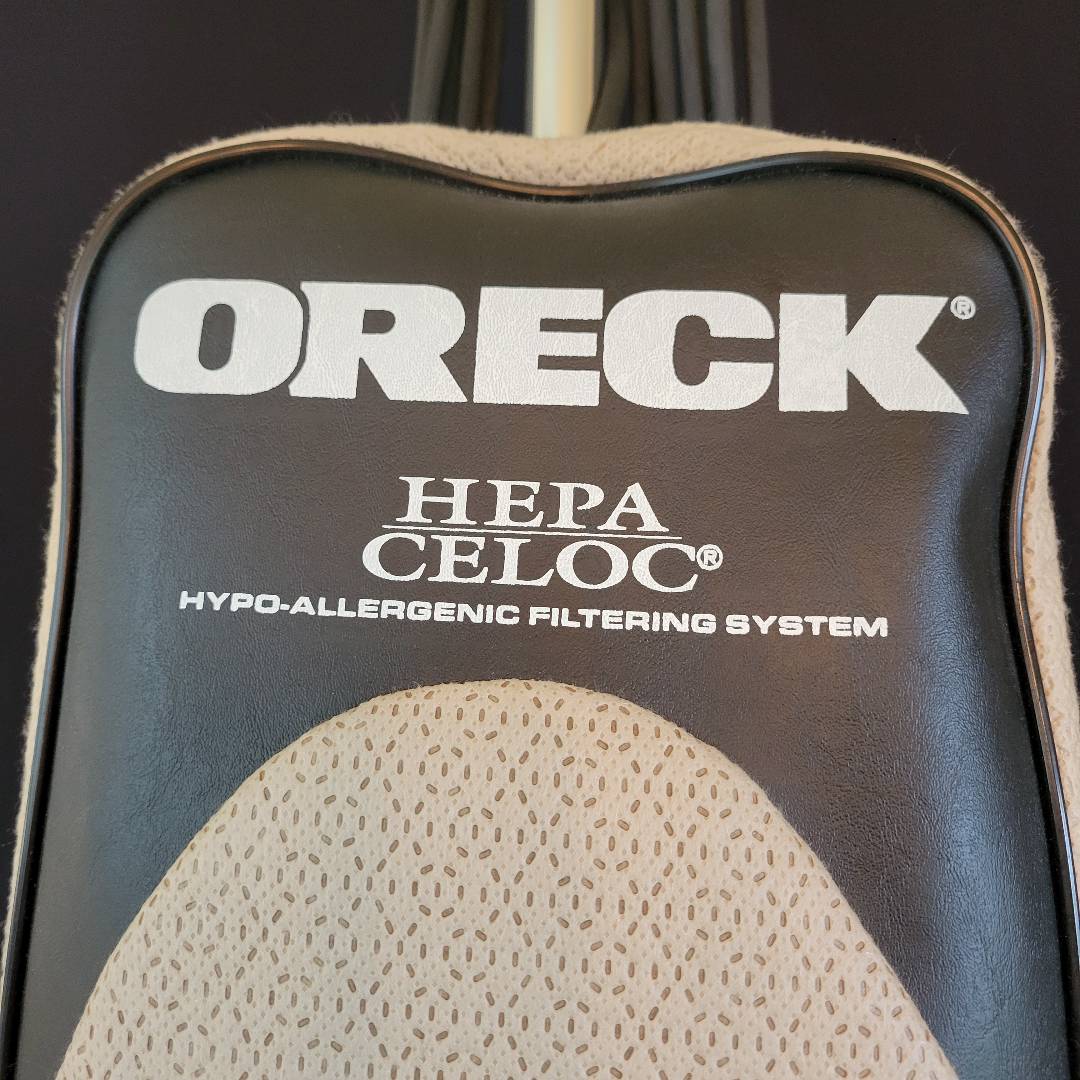 ORECK®
HEPA
CELOC®
HYPO-ALLERGENIC FILTERING SYSTEM